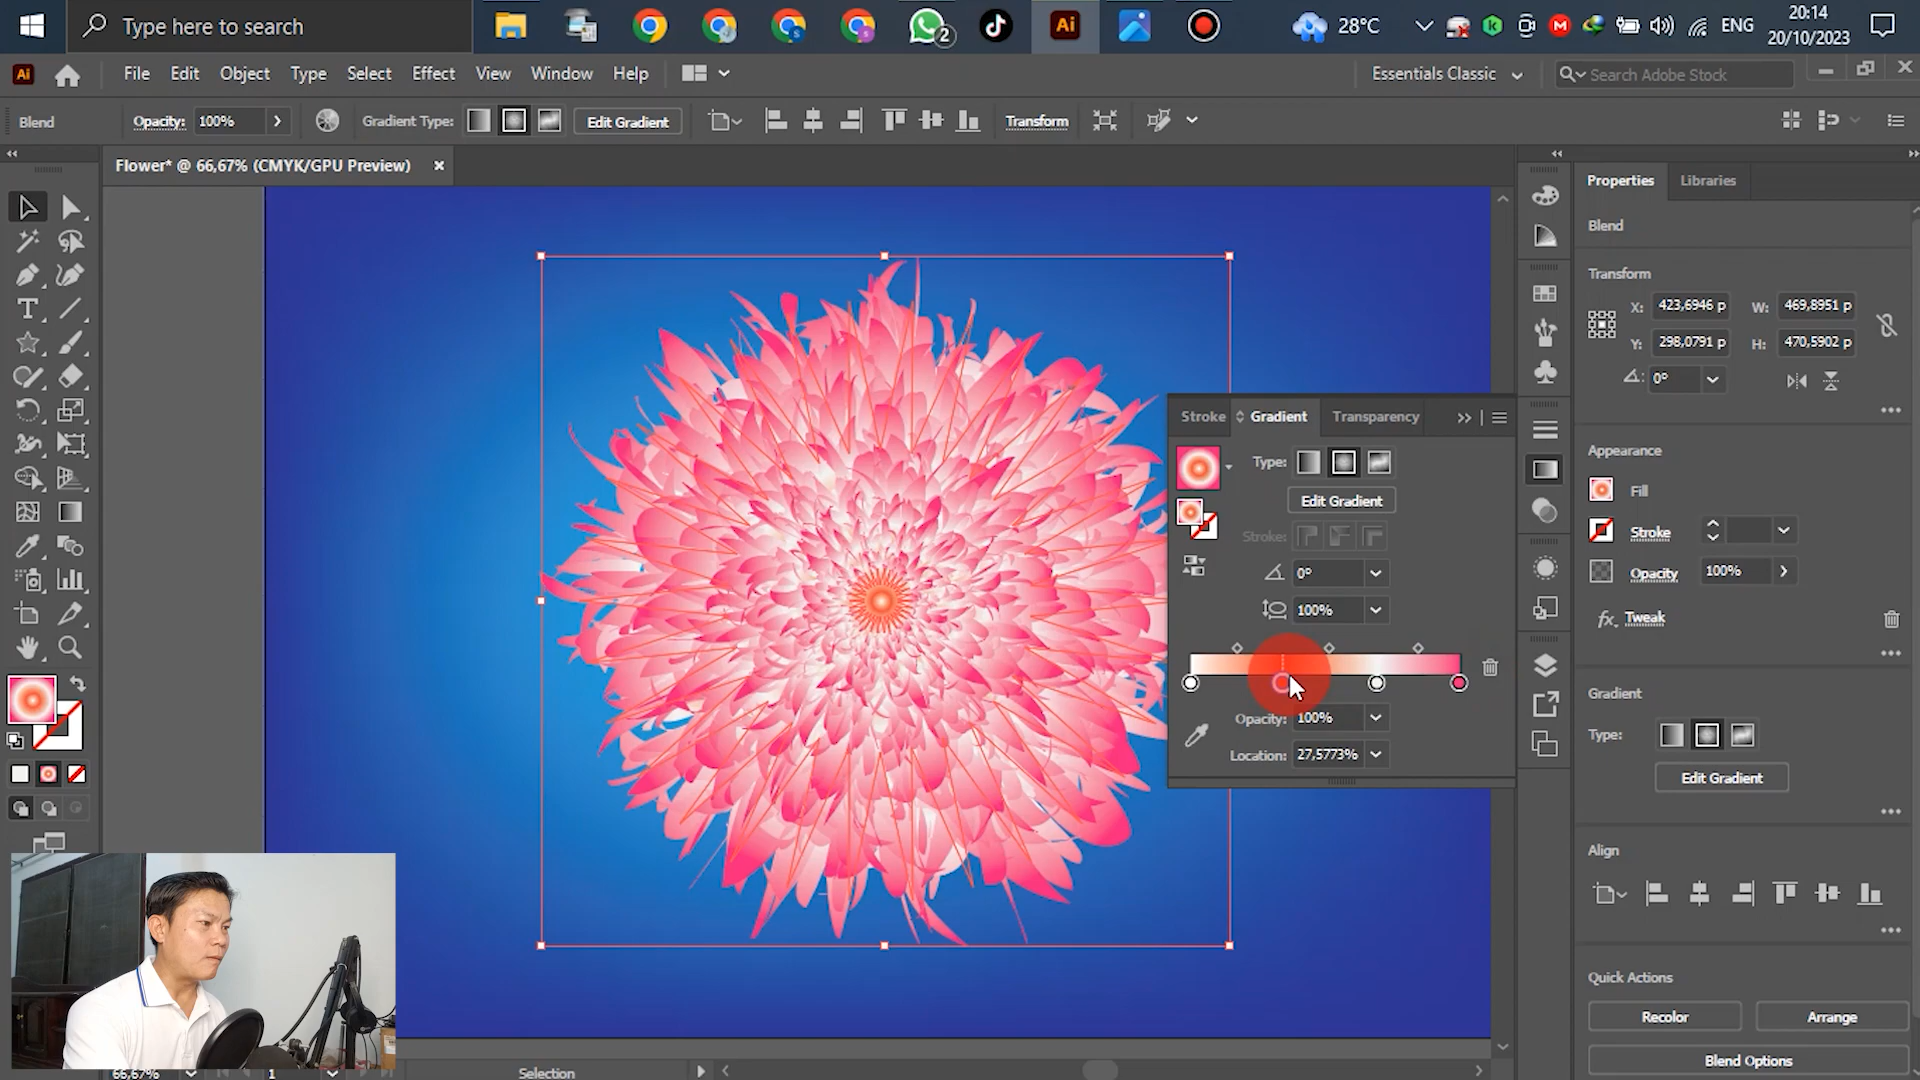 Type here to search
2
Ai
28°C
ENG
20:14
20/10/2023
Ai
File
Edit
Object
Type
Select
Effect
View
Window
Help
Essentials Classic
Search Adobe Stock
Blend
Opacity:
100%
Gradient Type:
Edit Gradient
Transform
Flower* @ 66,67% (CMYK/GPU Preview)
Properties
Libraries
Blend
Transform
X:
423,6946 p
W:
469,8951 p
Y:
298,0791 p
H:
470,5902 p
0°
Stroke
Gradient
Transparency
Type:
Edit Gradient
Stroke:
0°
100%
Opacity:
100%
Location:
27,5773%
Appearance
Fill
Stroke
Opacity
100%
fx.
Tweak
Gradient
Type:
Edit Gradient
Align
Quick Actions
Recolor
Arrange
Blend Options
66,67%
1
Selection